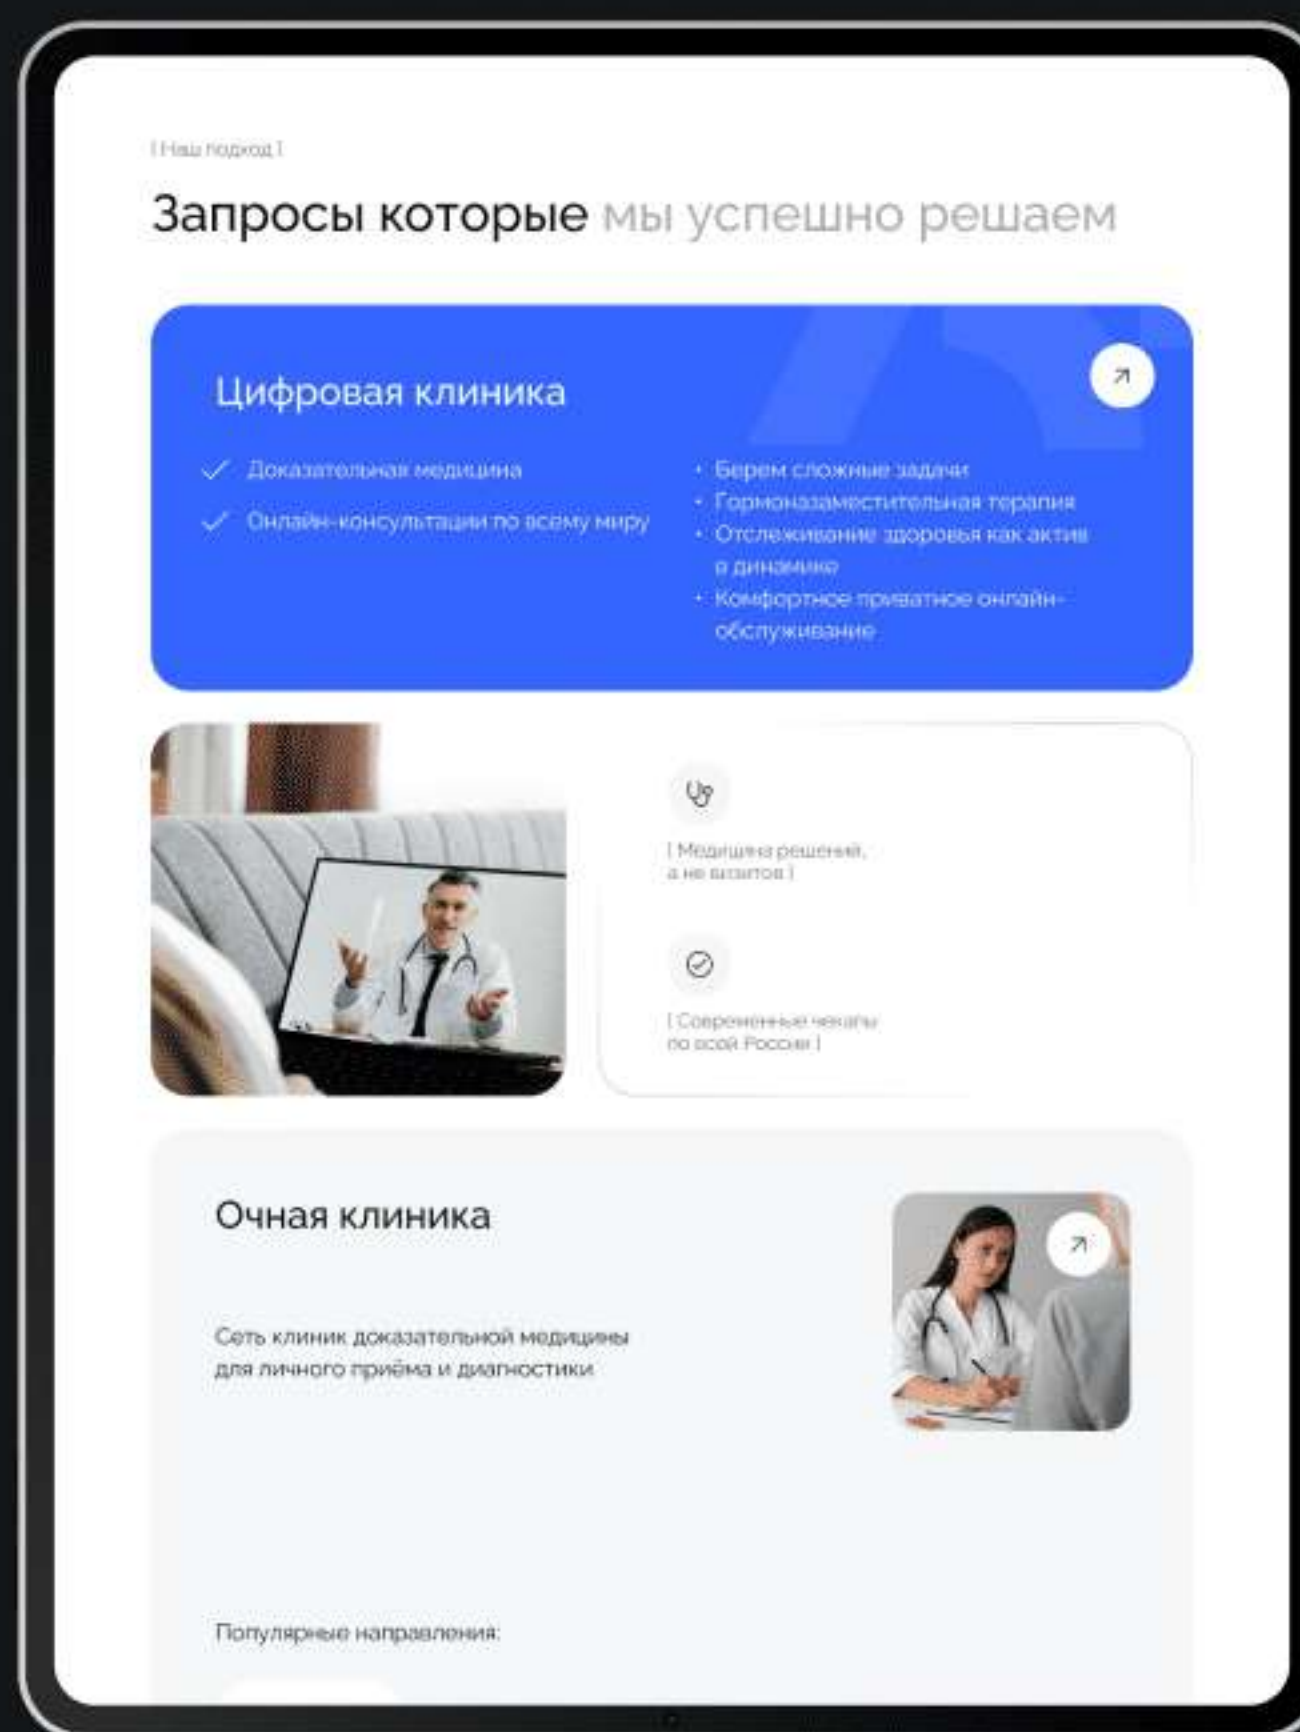 [ Наш подход ]
Запросы которые мы успешно решаем
Цифровая клиника
Доказательная медицина
Онлайн-консультации по всему миру
• Берем сложные задачи
• Гормоназаместительная терапия
• Отслеживание здоровья как актив
в динамике
• Комфортное приватное онлайн-
обслуживание
[ Медицина решений,
а не визитов ]
[ Современные чекапы
по всей России ]
Очная клиника
Сеть клиник доказательной медицины
для личного приёма и диагностики
Популярные направления: